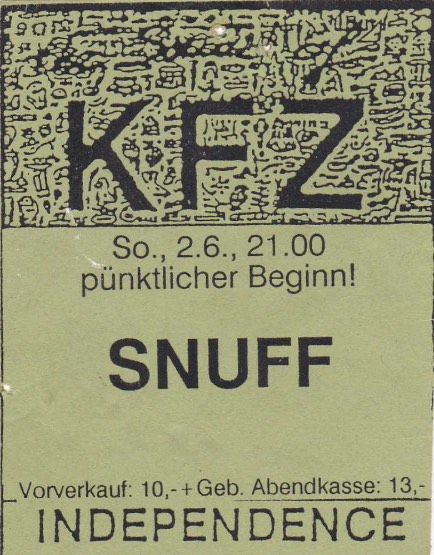 KFZ
So., 2.6., 21.00
pünktlicher Beginn!
SNUFF
Vorverkauf: 10,-+Geb. Abendkasse: 13,-
INDEPENDENCE